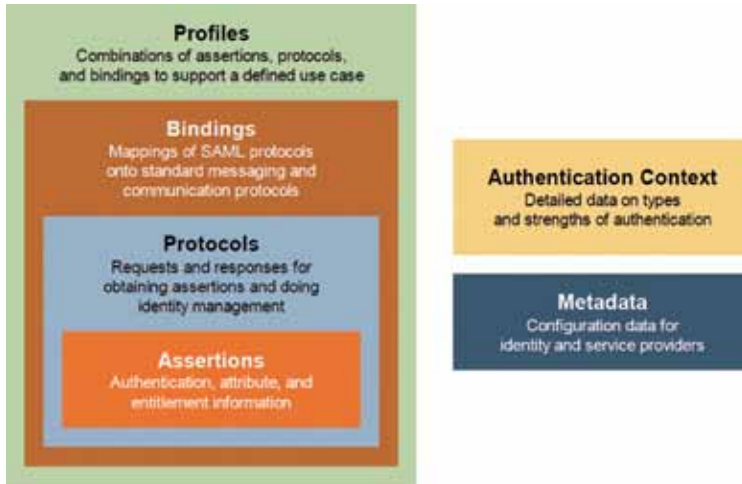 Profiles
Combinations of assertions, protocols,
and bindings to support a defined use case
Bindings
Mappings of SAML protocols
onto standard messaging and
communication protocols
Protocols
Requests and responses for
obtaining assertions and doing
identity management
Assertions
Authentication, attribute, and
entitlement information
Authentication Context
Detailed data on types
and strengths of authentication
Metadata
Configuration data for
identity and service providers